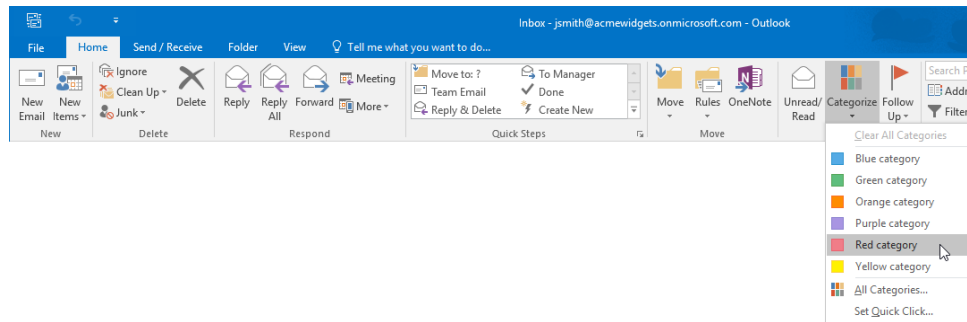 Inbox - jsmith@acmewidgets.onmicrosoft.com - Outlook
File Home Send / Receive Folder View Tell me what you want to do...
New Email
New Items
Ignore
Clean Up
Junk
Delete
Reply
Reply All
Forward
Meeting
More
Move to: ?
Team Email
Reply & Delete
To Manager
Done
Create New
Move
Rules
OneNote
Unread/ Read
Categorize
Follow Up
Search
Filter
New
Delete
Respond
Quick Steps
Move
Clear All Categories
Blue category
Green category
Orange category
Purple category
Red category
Yellow category
All Categories...
Set Quick Click...